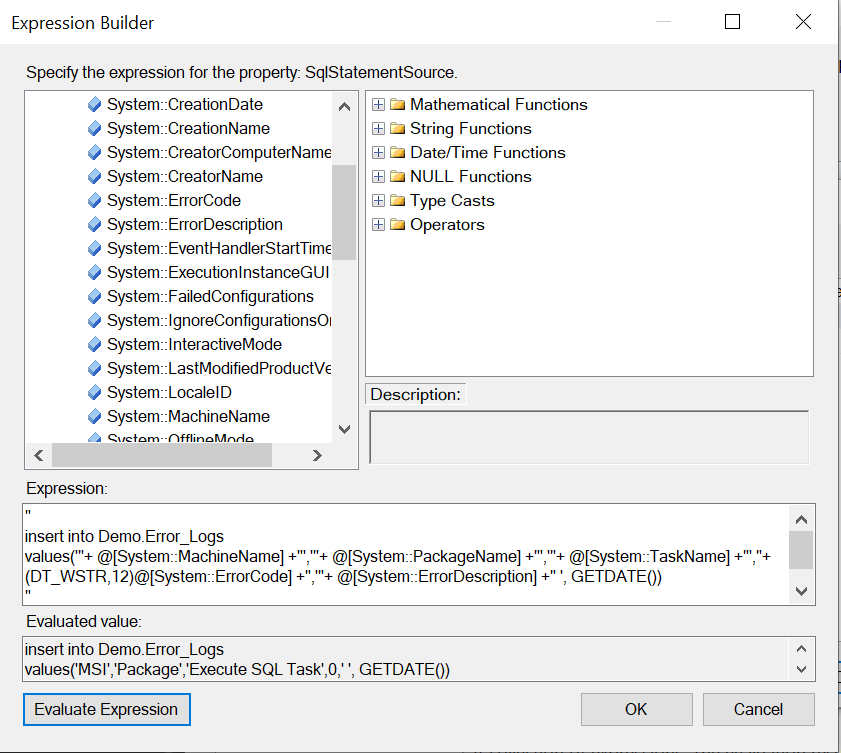 Expression Builder
Specify the expression for the property: SqlStatementSource.
System::CreationDate
System::CreationName
System::CreatorComputerName
System::CreatorName
System::ErrorCode
System::ErrorDescription
System::EventHandlerStartTime
System::ExecutionInstanceGUI
System::FailedConfigurations
System::IgnoreConfigurationsO
System::InteractiveMode
System::LastModifiedProductVe
System::LocaleID
System::MachineName
System::OfflineMode
Mathematical Functions
String Functions
Date/Time Functions
NULL Functions
Type Casts
Operators
Description:
Expression:
"
insert into Demo.Error_Logs
values('"+ @[System::MachineName] +"','"+ @[System::PackageName] +"','"+ @[System::TaskName] +"',"+
(DT_WSTR,12)@[System::ErrorCode] +",'"+ @[System::ErrorDescription] +" ', GETDATE())
"
Evaluated value:
insert into Demo.Error_Logs
values('MSI','Package','Execute SQL Task',0,' ', GETDATE())
Evaluate Expression
OK
Cancel